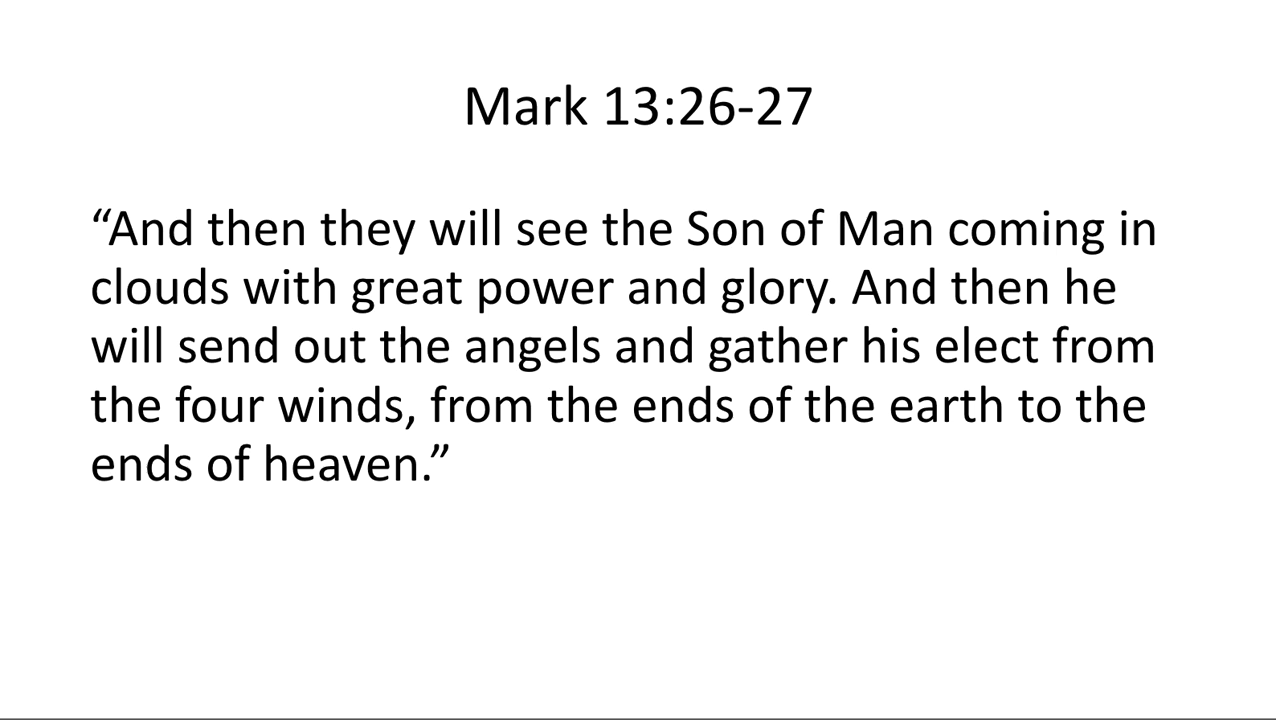 Mark 13:26-27
“And then they will see the Son of Man coming in
clouds with great power and glory. And then he
will send out the angels and gather his elect from
the four winds, from the ends of the earth to the
ends of heaven.”